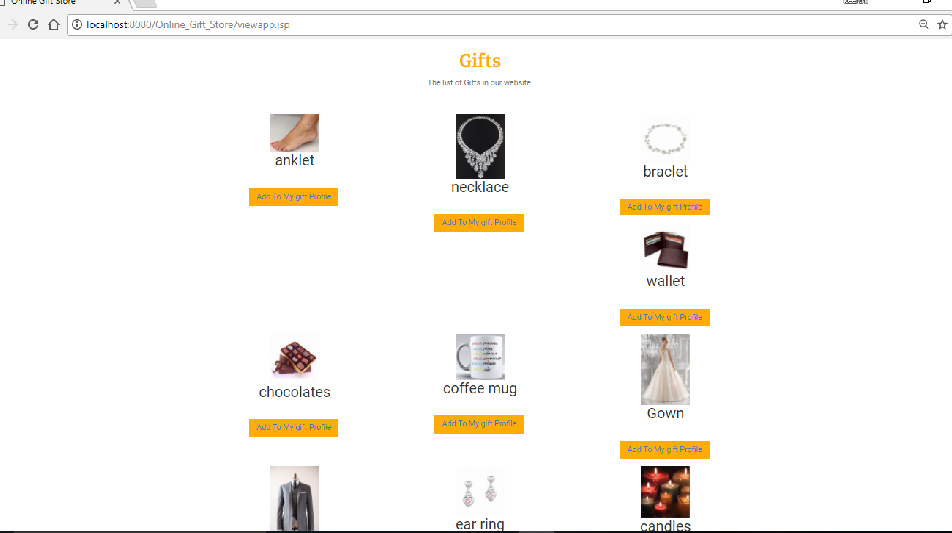 Online Gift Store
localhost:8080/Online_Gift_Store/viewapp.jsp
Gifts
The list of Gifts in our website
anklet
necklace
braclet
Add To My gift Profile
Add To My gift Profile
Add To My gift Profile
wallet
Add To My gift Profile
chocolates
coffee mug
Gown
Add To My gift Profile
Add To My gift Profile
Add To My gift Profile
ear ring
candles